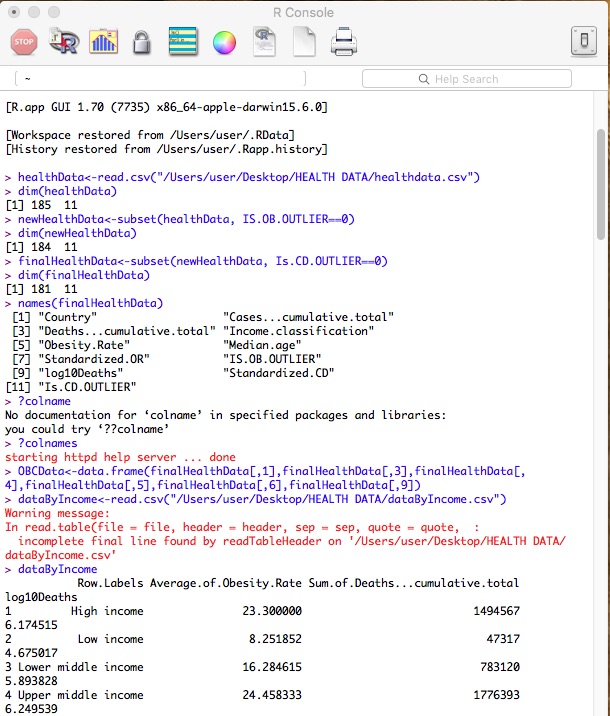 R Console
STOP
R
~
Help Search
[R.app GUI 1.70 (7735) x86_64-apple-darwin15.6.0]
[Workspace restored from /Users/user/.RData]
[History restored from /Users/user/.Rapp.history]
> healthData<-read.csv("/Users/user/Desktop/HEALTH DATA/healthdata.csv")
> dim(healthData)
[1] 185  11
> newHealthData<-subset(healthData, IS.OB.OUTLIER==0)
> dim(newHealthData)
[1] 184  11
> finalHealthData<-subset(newHealthData, Is.CD.OUTLIER==0)
> dim(finalHealthData)
[1] 181  11
> names(finalHealthData)
 [1] "Country"                   "Cases...cumulative.total"
 [3] "Deaths...cumulative.total" "Income.classification"
 [5] "Obesity.Rate"              "Median.age"
 [7] "Standardized.OR"           "IS.OB.OUTLIER"
 [9] "log10Deaths"               "Standardized.CD"
[11] "Is.CD.OUTLIER"
> ?colname
No documentation for ‘colname’ in specified packages and libraries:
you could try ‘??colname’
> ?colnames
starting httpd help server ... done
> OBCData<-data.frame(finalHealthData[,1],finalHealthData[,3],finalHealthData[,
4],finalHealthData[,5],finalHealthData[,6],finalHealthData[,9])
> dataByIncome<-read.csv("/Users/user/Desktop/HEALTH DATA/dataByIncome.csv")
Warning message:
In read.table(file = file, header = header, sep = sep, quote = quote,  :
  incomplete final line found by readTableHeader on '/Users/user/Desktop/HEALTH DATA/
dataByIncome.csv'
> dataByIncome
           Row.Labels Average.of.Obesity.Rate Sum.of.Deaths...cumulative.total
log10Deaths
1         High income               23.300000                          1494567
6.174515
2          Low income                8.251852                            47317
4.675017
3 Lower middle income               16.284615                           783120
5.893828
4 Upper middle income               24.458333                          1776393
6.249539